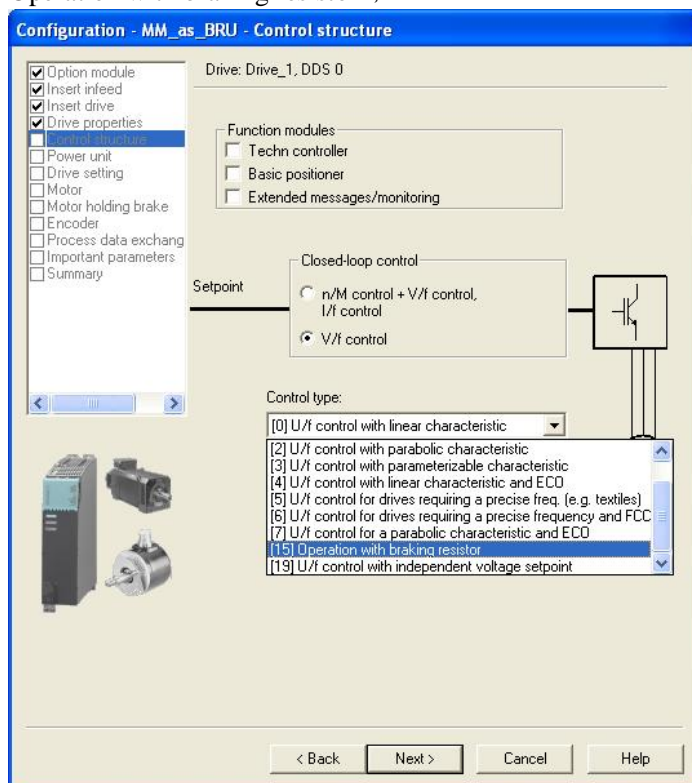 Configuration - MM_as_BRU - Control structure
Option module
Insert infeed
Insert drive
Drive properties
Control structure
Power unit
Drive setting
Motor
Motor holding brake
Encoder
Process data exchang
Important parameters
Summary
Drive: Drive_1, DDS 0
Function modules
Techn controller
Basic positioner
Extended messages/monitoring
Setpoint
Closed-loop control
n/M control + V/f control,
I/f control
V/f control
Control type:
[0] U/f control with linear characteristic
[2] U/f control with parabolic characteristic
[3] U/f control with parameterizable characteristic
[4] U/f control with linear characteristic and ECO
[5] U/f control for drives requiring a precise freq. (e.g. textiles)
[6] U/f control for drives requiring a precise frequency and FCC
[7] U/f control for a parabolic characteristic and ECO
[15] Operation with braking resistor
[19] U/f control with independent voltage setpoint
< Back
Next >
Cancel
Help